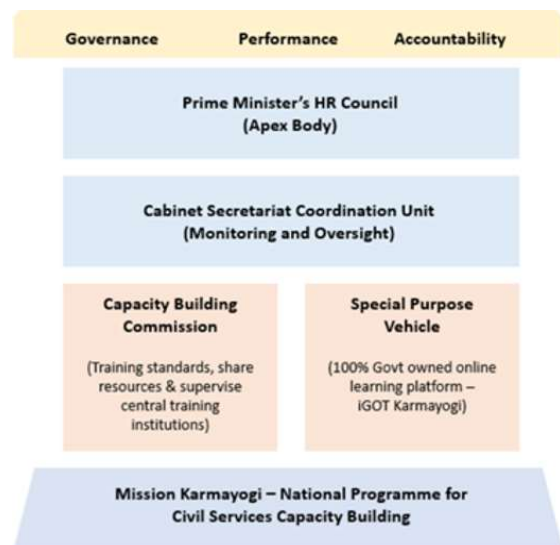 Governance Performance Accountability
Prime Minister's HR Council
(Apex Body)
Cabinet Secretariat Coordination Unit
(Monitoring and Oversight)
Capacity Building
Commission
(Training standards, share
resources & supervise
central training
institutions)
Special Purpose
Vehicle
(100% Govt owned online
learning platform –
iGOT Karmayogi)
Mission Karmayogi – National Programme for
Civil Services Capacity Building